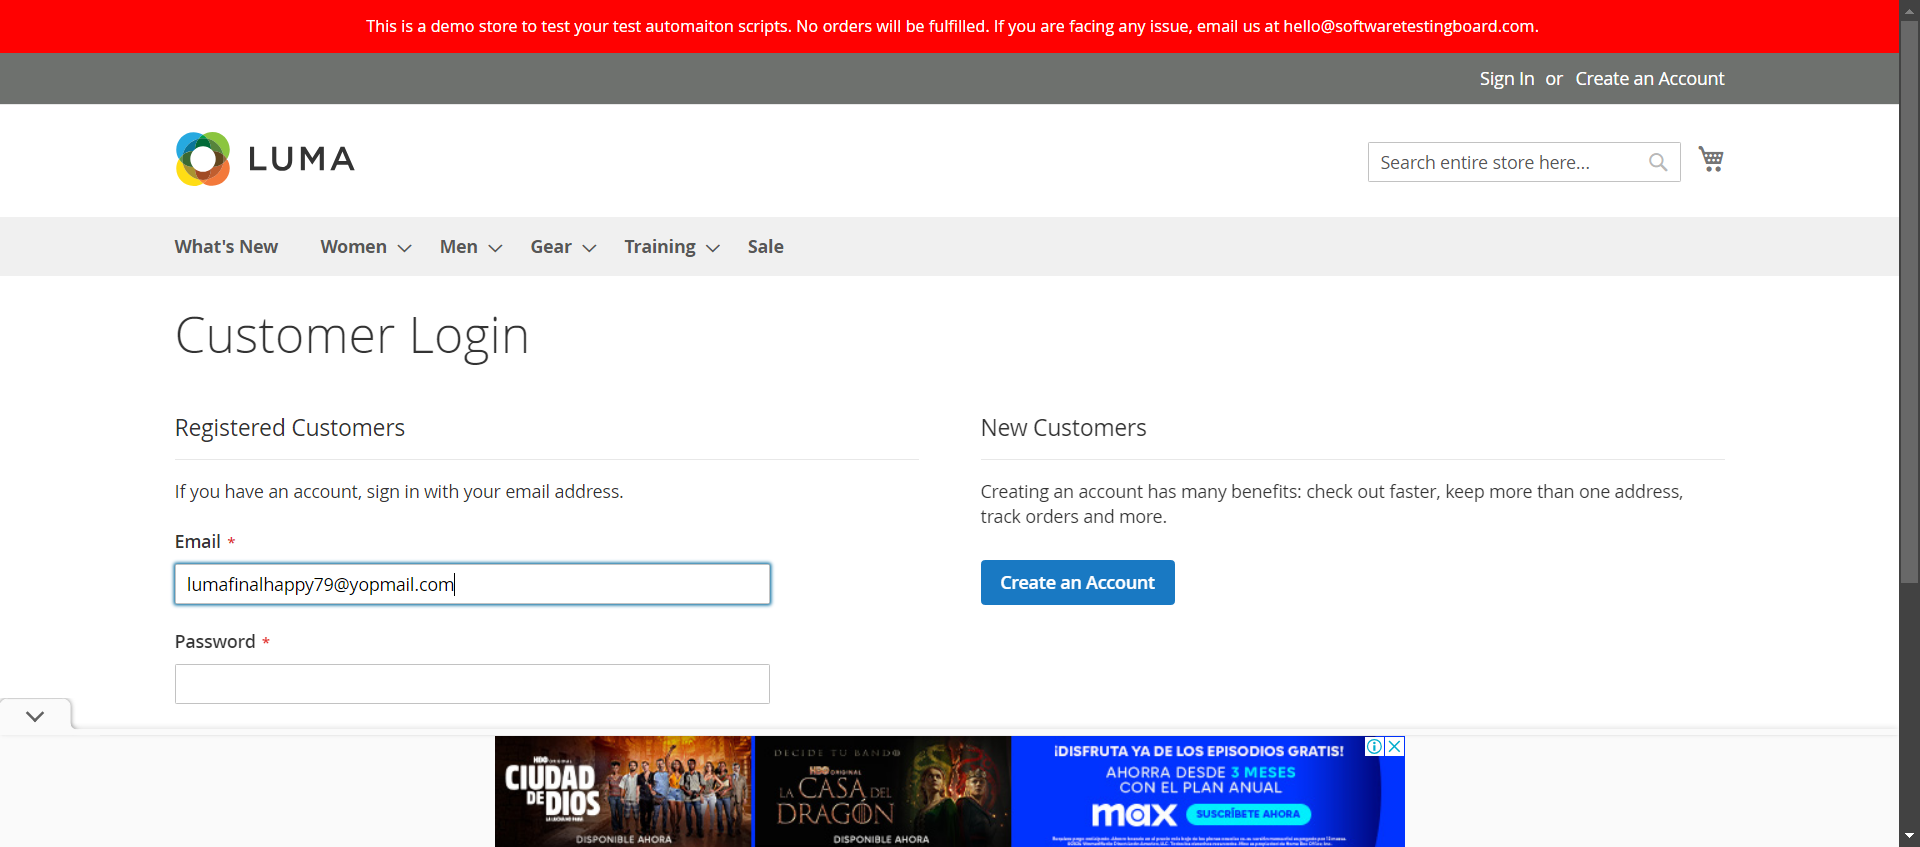 This is a demo store to test your test automaiton scripts. No orders will be fulfilled. If you are facing any issue, email us at hello@softwaretestingboard.com.
Sign In or Create an Account
LUMA
Search entire store here...
What's New Women Men Gear Training Sale
Customer Login
Registered Customers
If you have an account, sign in with your email address.
Email *
lumafinalhappy79@yopmail.com
Password *
New Customers
Creating an account has many benefits: check out faster, keep more than one address,
track orders and more.
Create an Account
HBO ORIGINAL
CIUDAD
DE DIOS
LA LUCHA NO PARA
DISPONIBLE AHORA
DECIDE TU BANDO
HBO ORIGINAL
LA CASA DEL
DRAGÓN
DISPONIBLE AHORA
¡DISFRUTA YA DE LOS EPISODIOS GRATIS!
AHORRA DESDE 3 MESES
CON EL PLAN ANUAL
max SUSCRÍBETE AHORA